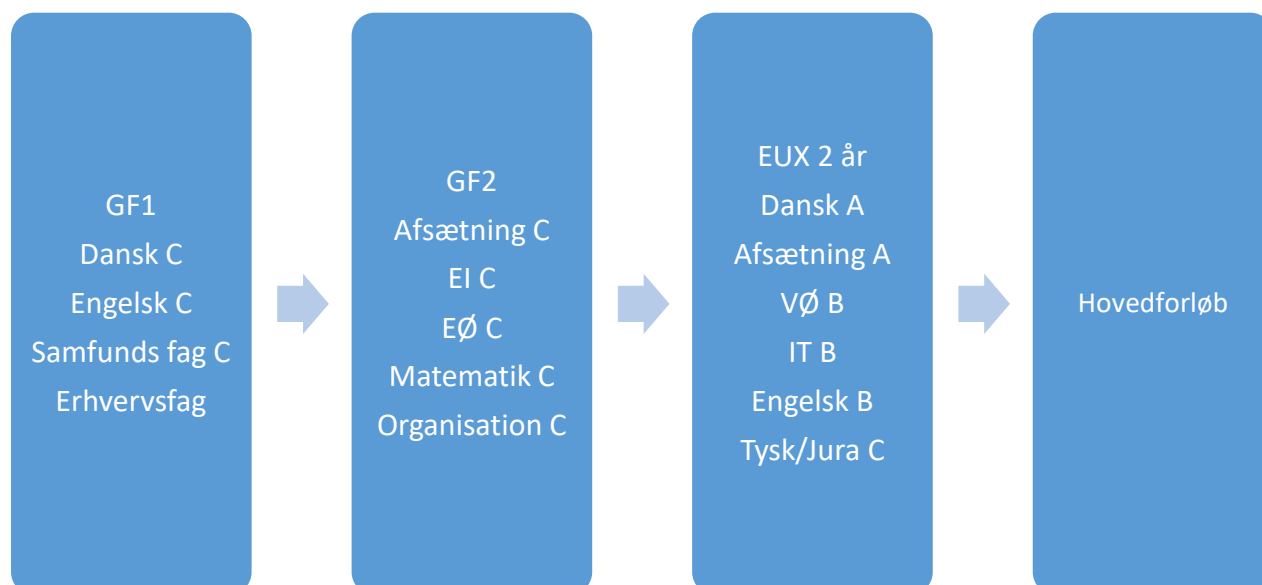 GF1
Dansk C
Engelsk C
Samfunds fag C
Erhvervsfag
GF2
Afsætning C
EI C
EØ C
Matematik C
Organisation C
EUX 2 år
Dansk A
Afsætning A
VØ B
IT B
Engelsk B
Tysk/Jura C
Hovedforløb